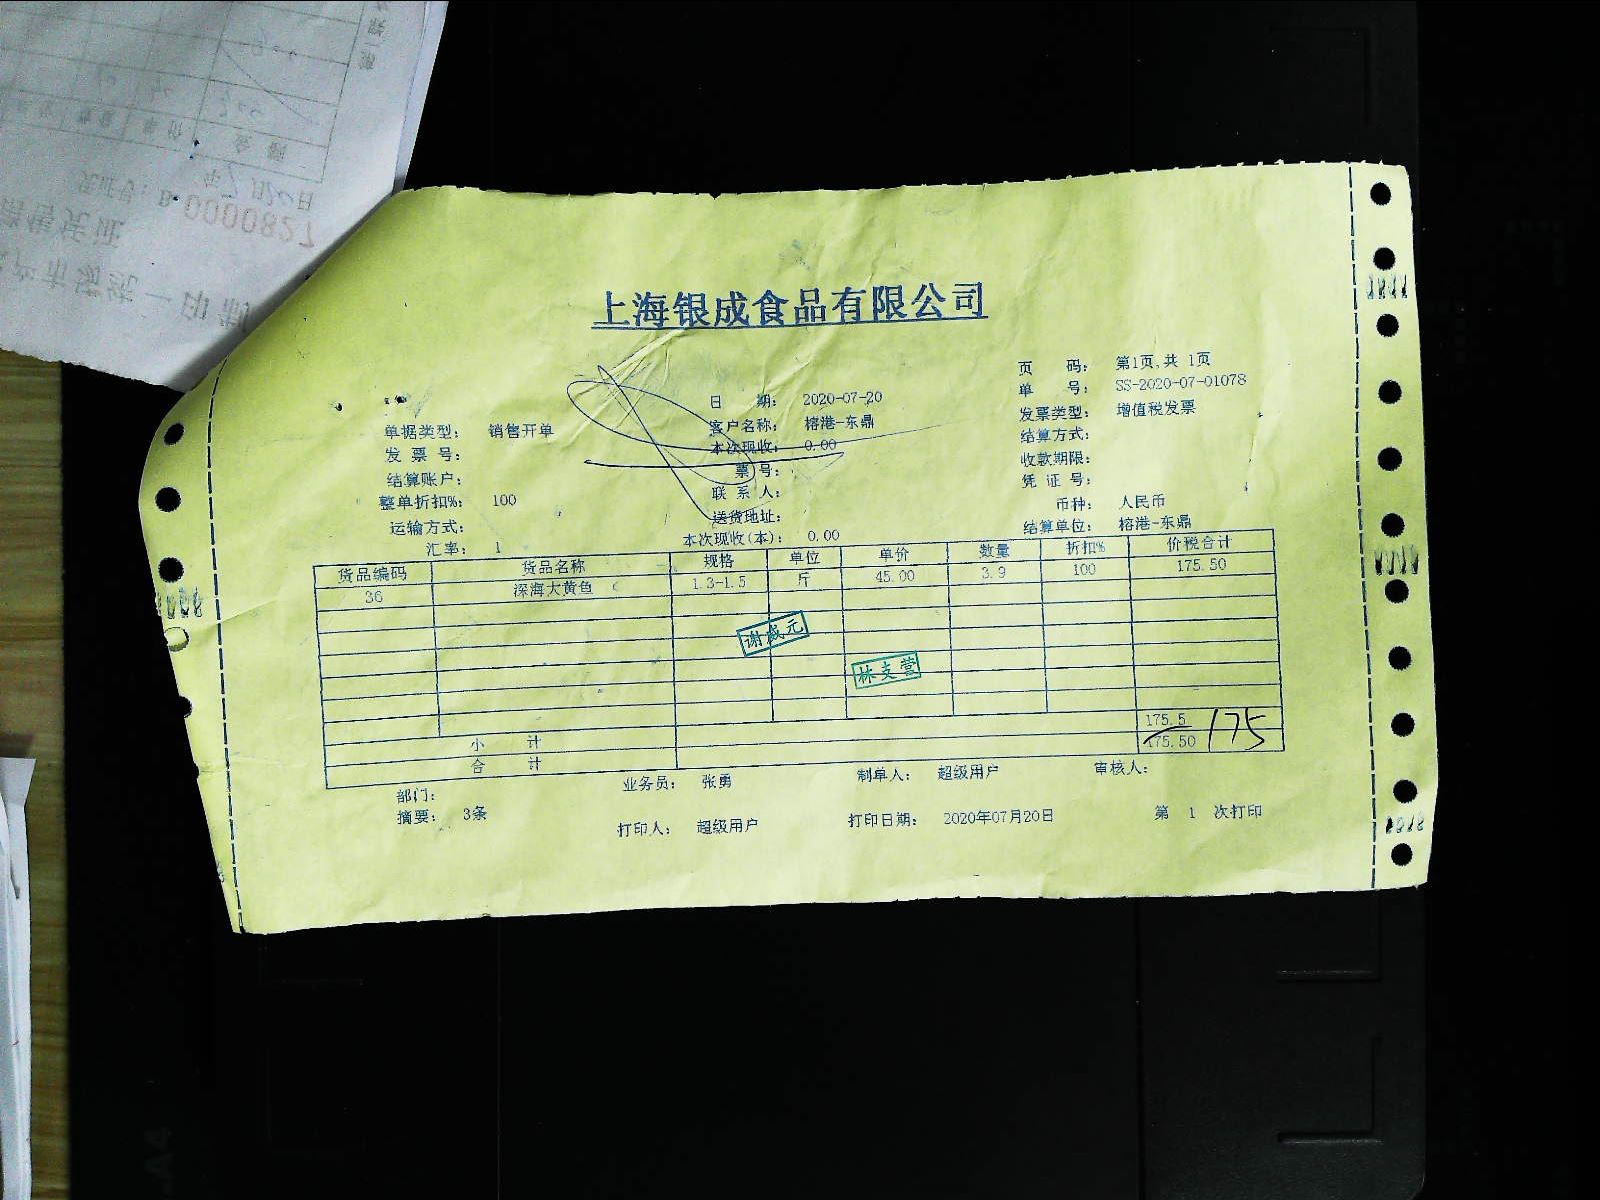 上海银成食品有限公司
页 码： 第1页,共 1页
单 号： SS-2020-07-01078
日 期： 2020-07-20
发票类型： 增值税发票
单据类型： 销售开单
客户名称： 榕港-东鼎
结算方式：
发 票 号：
本次现收： 0.00
收款期限：
结算账户：
票号：
凭 证 号：
整单折扣%： 100
联 系 人：
币种： 人民币
运输方式：
送货地址：
结算单位： 榕港-东鼎
汇率： 1
本次现收(本)： 0.00
货品编码 货品名称 规格 单位 单价 数量 折扣% 价税合计
36 深海大黄鱼 1.3-1.5 斤 45.00 3.9 100 175.50
谢成元
林支营
小 计 175.5
合 计 175.50 175
部门： 业务员： 张勇 制单人： 超级用户 审核人：
摘要： 3条 打印人： 超级用户 打印日期： 2020年07月20日 第 1 次打印
0000827